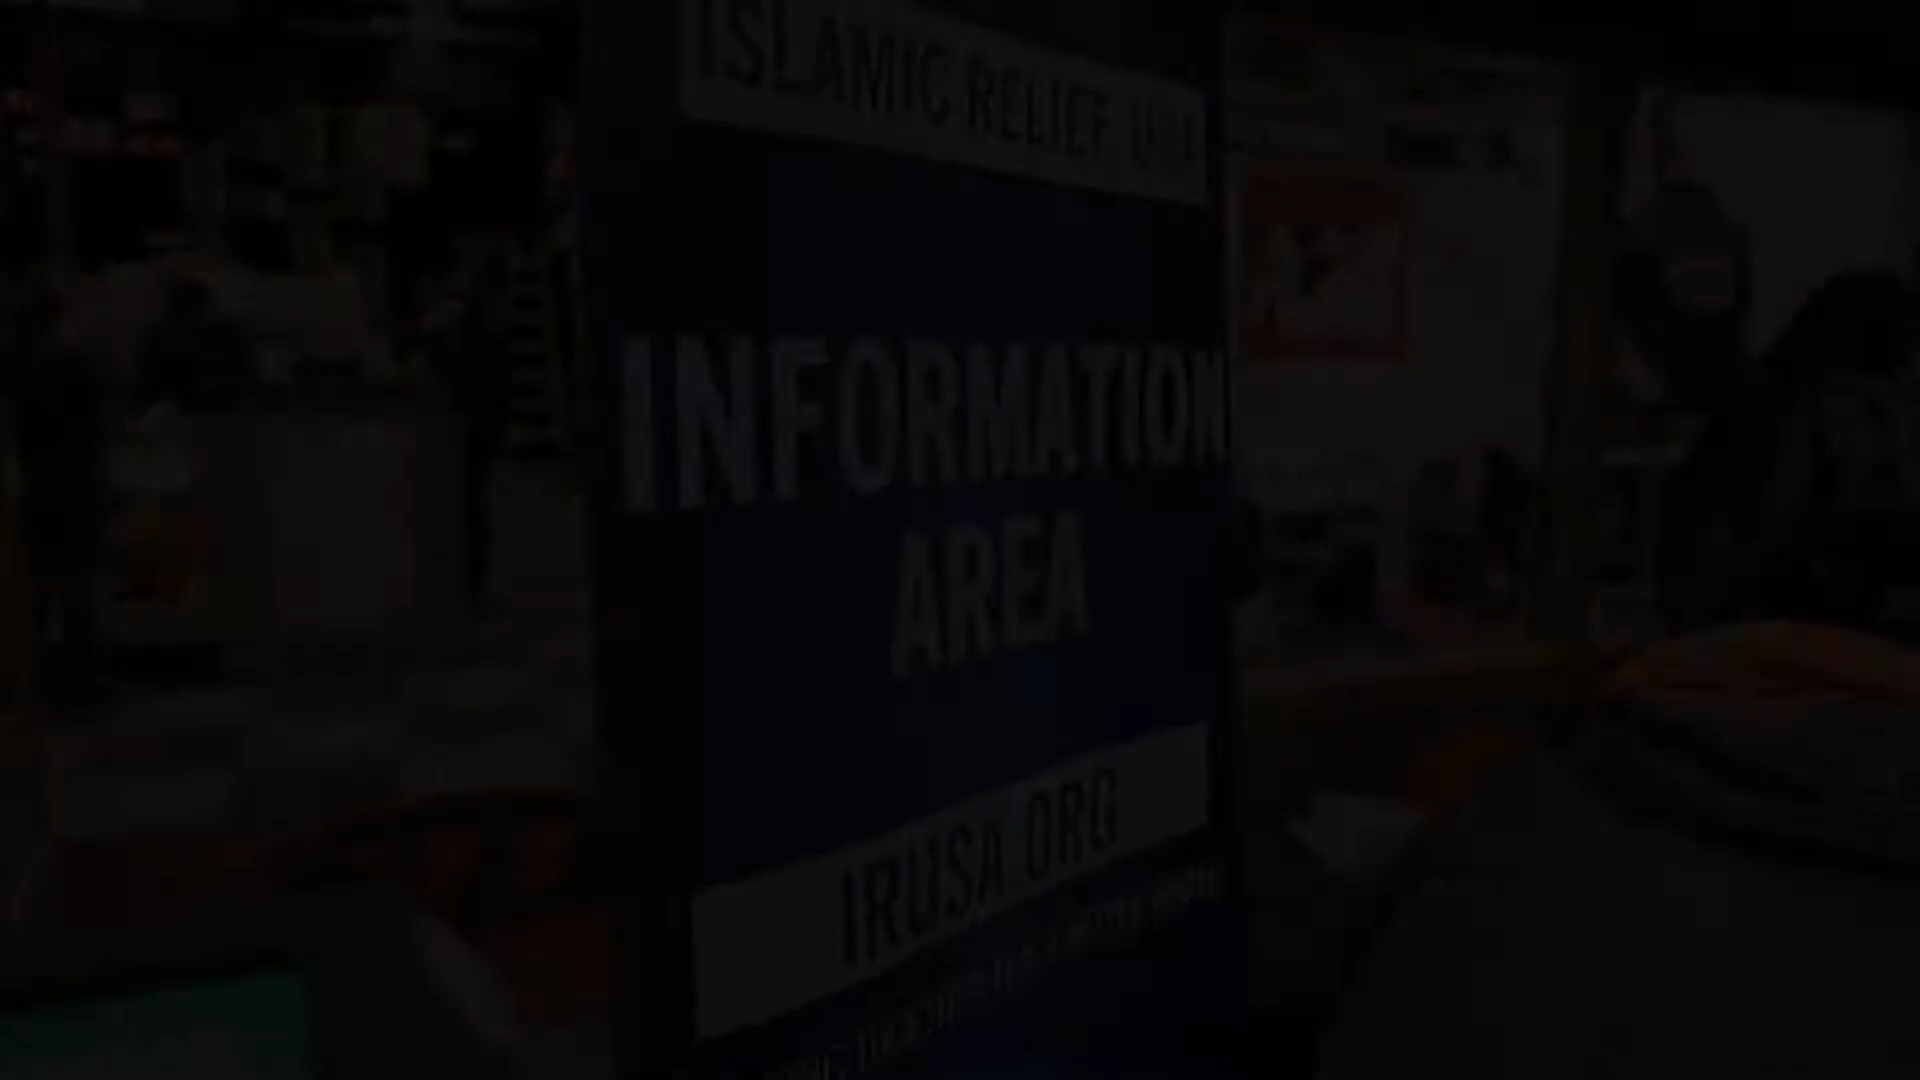 ISLAMIC RELIEF USA
INFORMATION
AREA
IRUSA.ORG